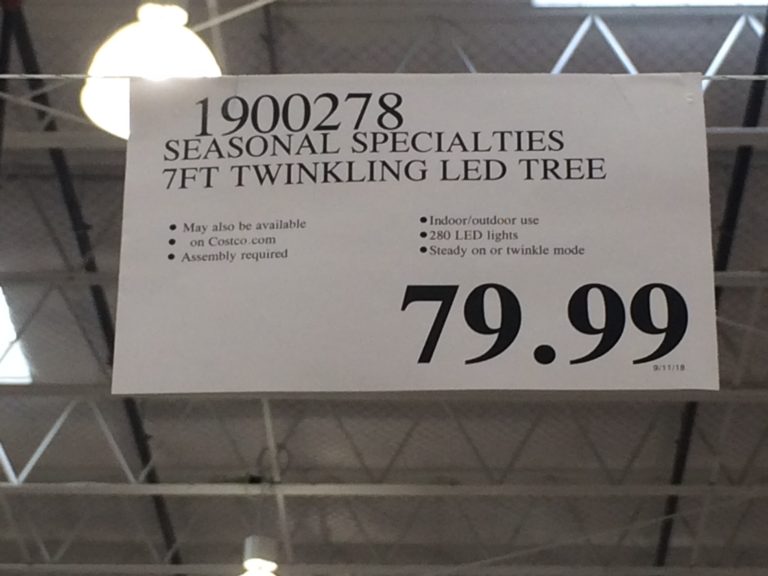 1900278
SEASONAL SPECIALTIES
7FT TWINKLING LED TREE
• May also be available
• on Costco.com
• Assembly required
• Indoor/outdoor use
• 280 LED lights
• Steady on or twinkle mode
79.99
9/11/18